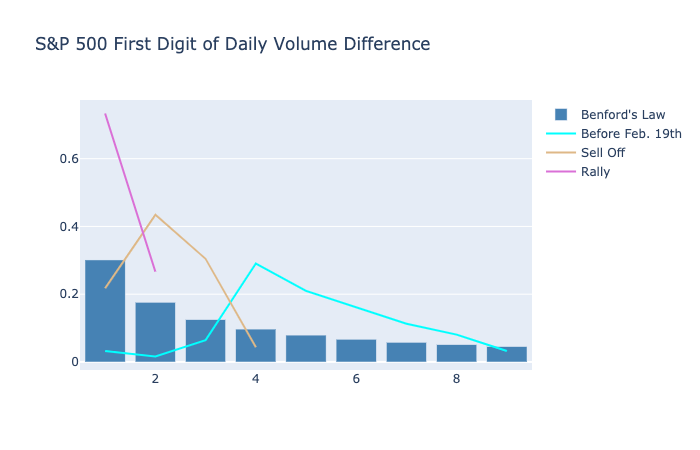 S&P 500 First Digit of Daily Volume Difference
Benford's Law
Before Feb. 19th
Sell Off
Rally
0.6
0.4
0.2
0
2
4
6
8